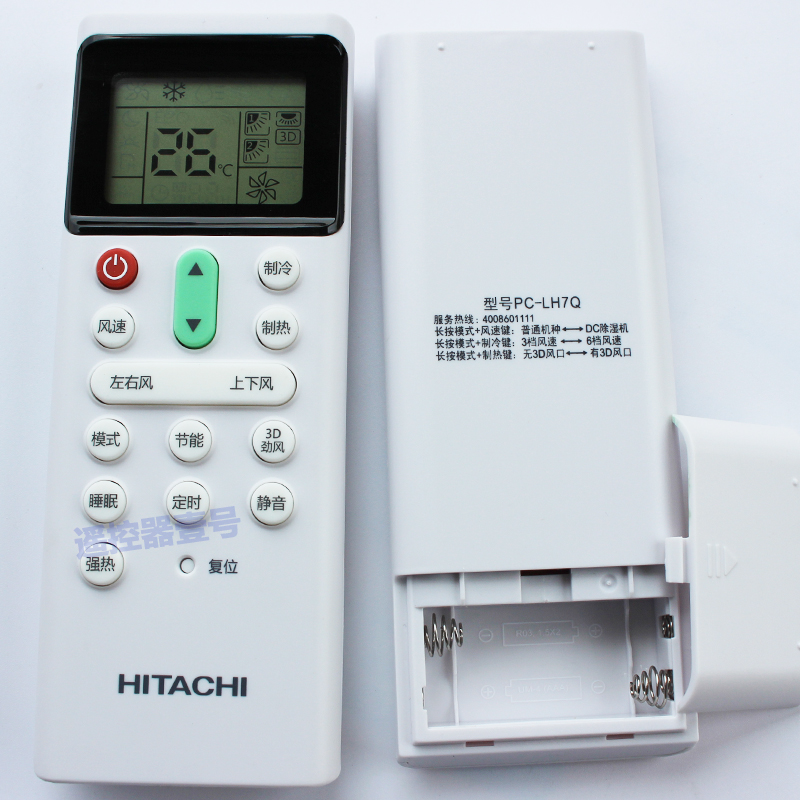 26 ℃
1
2
3D
制冷
风速
制热
左右风 上下风
模式 节能 3D
劲风
睡眠 定时 静音
遥控器壹号
强热 复位
HITACHI
型号PC-LH7Q
服务热线: 4008601111
长按模式+风速键: 普通机种⟷DC除湿机
长按模式+制冷键: 3档风速⟷6档风速
长按模式+制热键: 无3D风口⟷有3D风口